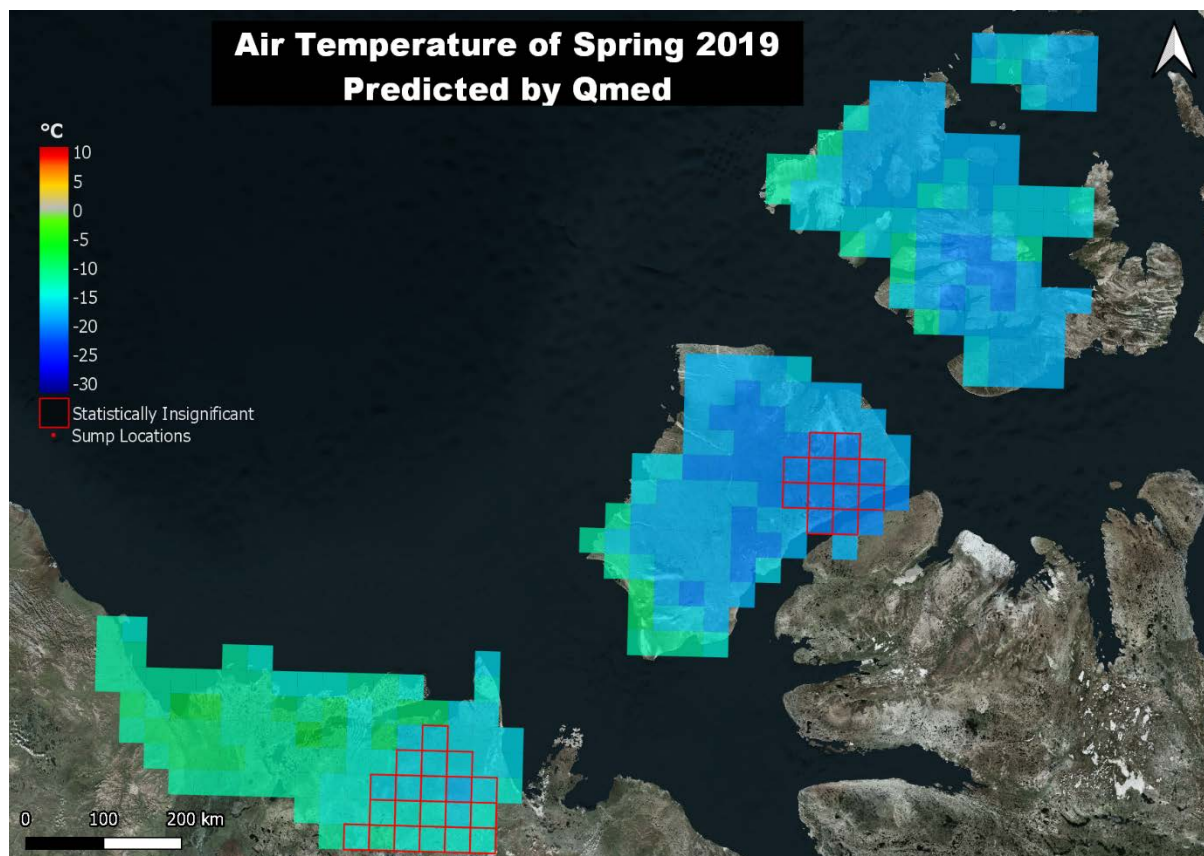 Air Temperature of Spring 2019
Predicted by Qmed
°C
10
5
0
-5
-10
-15
-20
-25
-30
Statistically Insignificant
Sump Locations
0 100 200 km